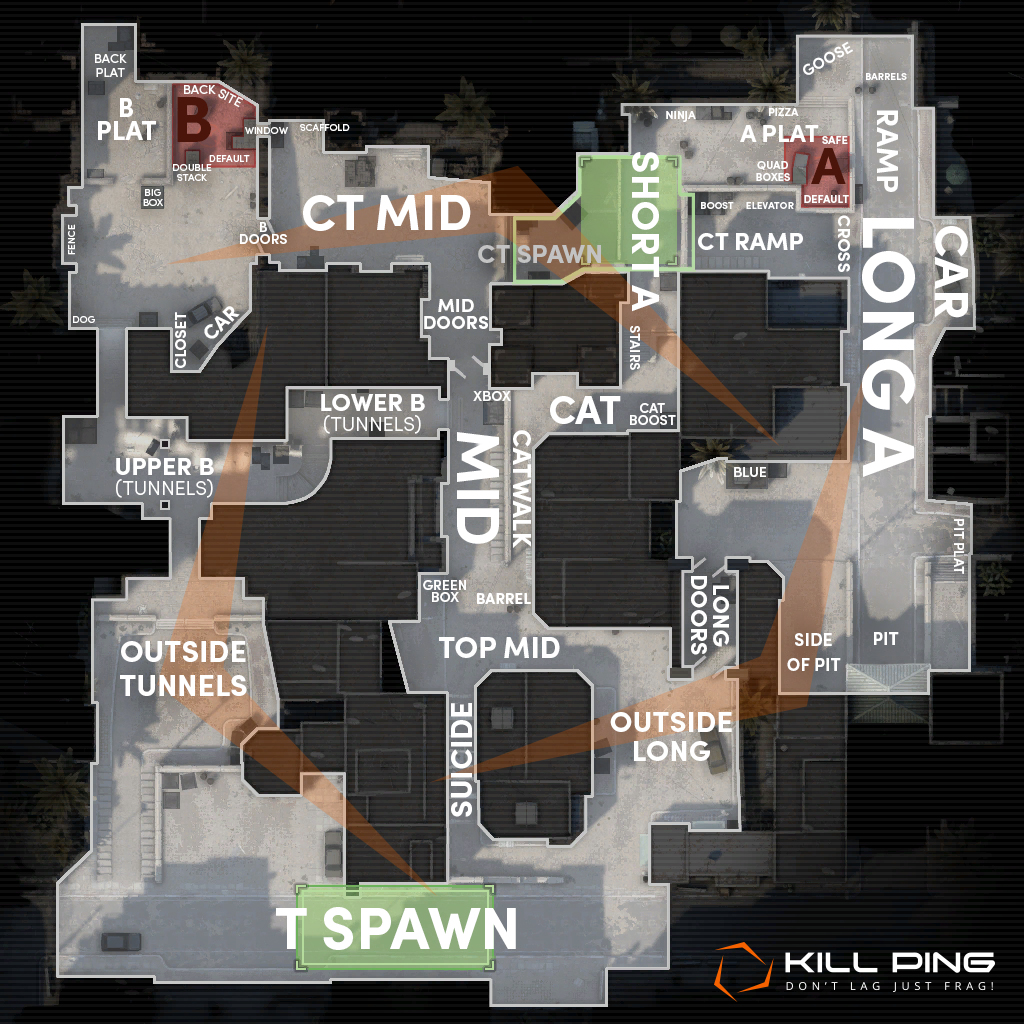 BACK
PLAT
B
PLAT
BACK SITE
B
DEFAULT
DOUBLE
STACK
BIG
BOX
WINDOW
SCAFFOLD
FENCE
B
DOORS
CT MID
DOG
CLOSET
CAR
MID
DOORS
CT SPAWN
SHORT A
STAIRS
NINJA
PIZZA
A PLAT
SAFE
QUAD
BOXES
A
DEFAULT
BOOST
ELEVATOR
CT RAMP
CROSS
GOOSE
BARRELS
RAMP
LONG A
CAR
XBOX
LOWER B
(TUNNELS)
CAT
CAT
BOOST
UPPER B
(TUNNELS)
MID
CATWALK
BLUE
PIT PLAT
GREEN
BOX
BARREL
LONG
DOORS
TOP MID
SIDE
OF PIT
PIT
OUTSIDE
TUNNELS
SUICIDE
OUTSIDE
LONG
T SPAWN
KILL PING
DON'T LAG JUST FRAG!